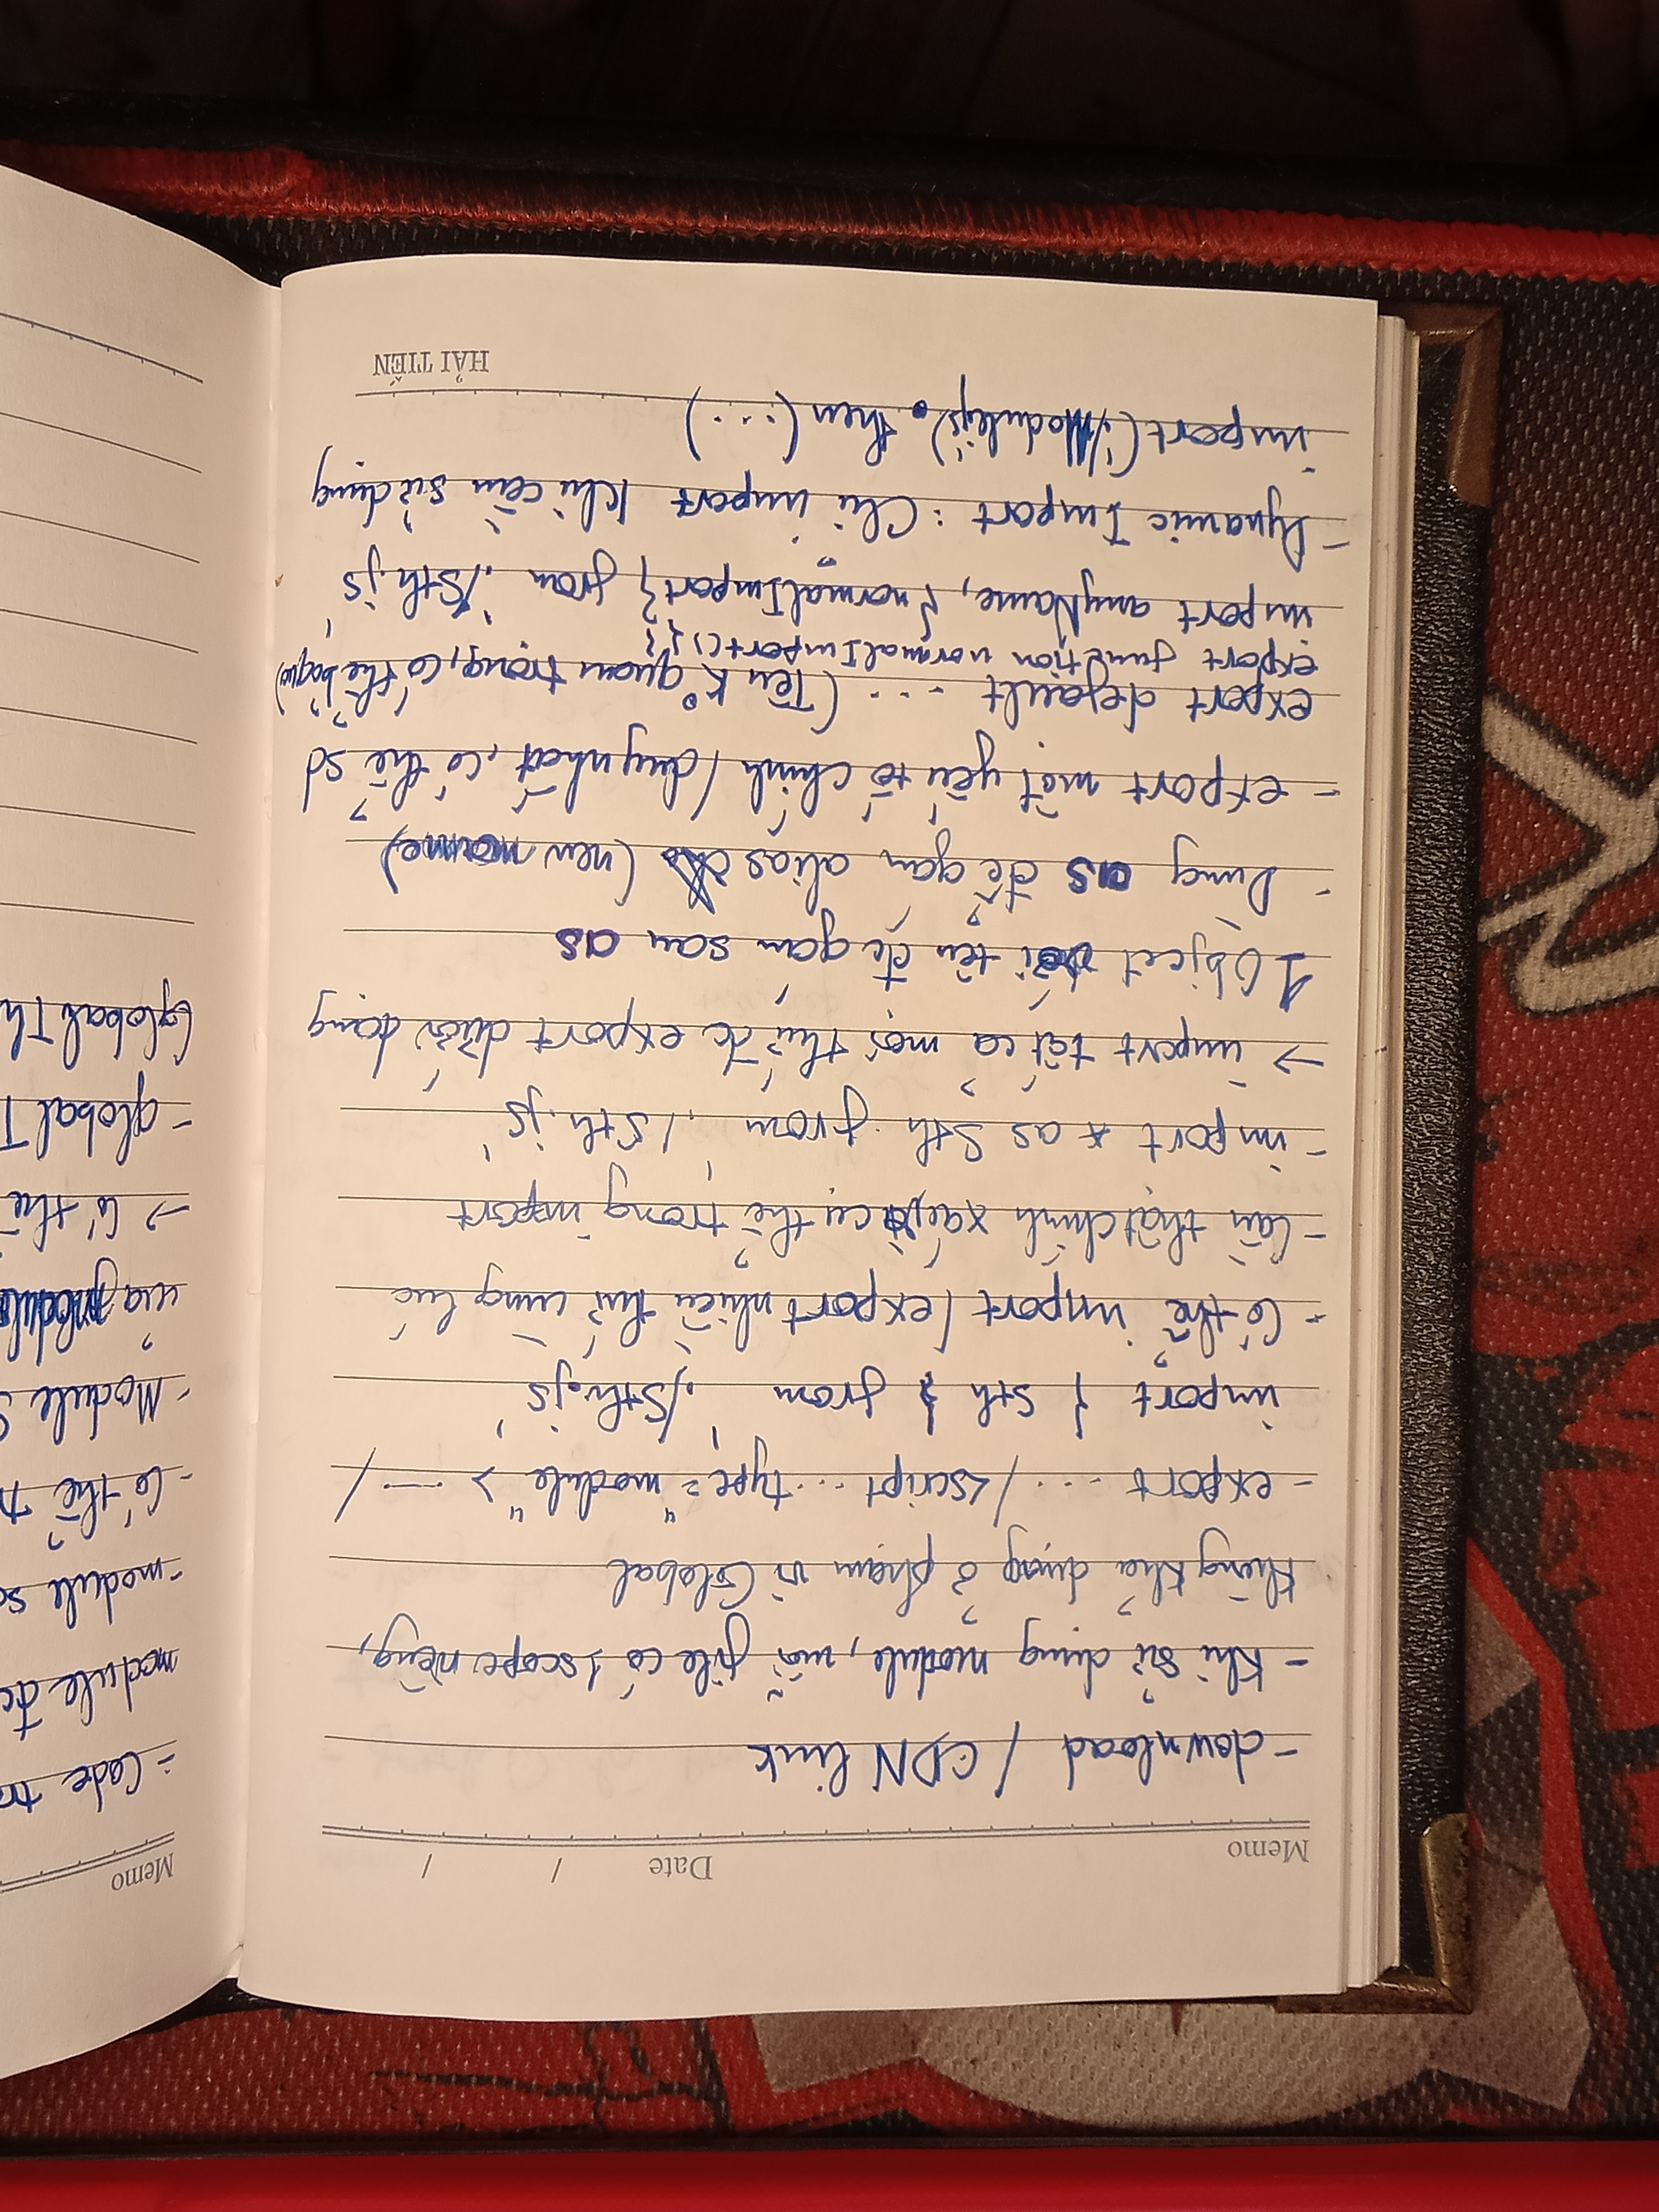 Memo Date / /
- download / CDN link
- Khi sử dụng module, mỗi file có 1 scope riêng,
không khả dụng ở phạm vi Global
- export ... / <script ... type="module"> — /
import { Sth } from './Sth.js'
- Có thể import / export nhiều thứ cùng lúc
- Cần thật chính xác, cụ thể trong import
- import * as Sth from './Sth.js'
→ import tất cả mọi thứ đc export dưới dạng
1 Object với tên đc gán sau as
- Dùng as để gán alias (new name)
- export một yếu tố chính / duy nhất, có thể sd
export default ... (Tên k° quan trọng, có thể bỏ qua)
export function normalImport(){}
import anyName, {normalImport} from './Sth.js'
- Dynamic Import : Chỉ import khi cần sử dụng
import('./Module.js').then(...)
HẢI TIẾN
Memo
- Code
module đc
- module
- Có thể
- Module
của module
→ Có thể
- global T
Global Th